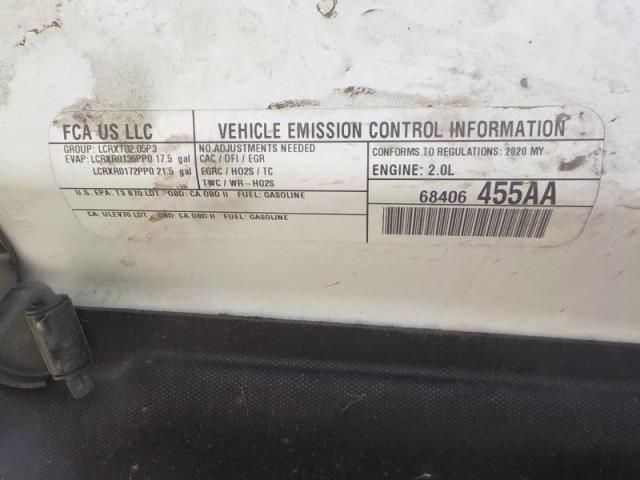 FCA US LLC
VEHICLE EMISSION CONTROL INFORMATION
GROUP: LCRXT02.05P3
EVAP: LCRXR0136PP0 17.5 gal
LCRXR0172PP0 21.5 gal
NO ADJUSTMENTS NEEDED
CAC / DFI / EGR
EGRC / HO2S / TC
TWC / WR-HO2S
CONFORMS TO REGULATIONS: 2020 MY
ENGINE: 2.0L
U.S. EPA: T3 B70 LDT OBD: CA OBD II FUEL: GASOLINE
CA: ULEV70 LDT OBD: CA OBD II FUEL: GASOLINE
68406 455AA